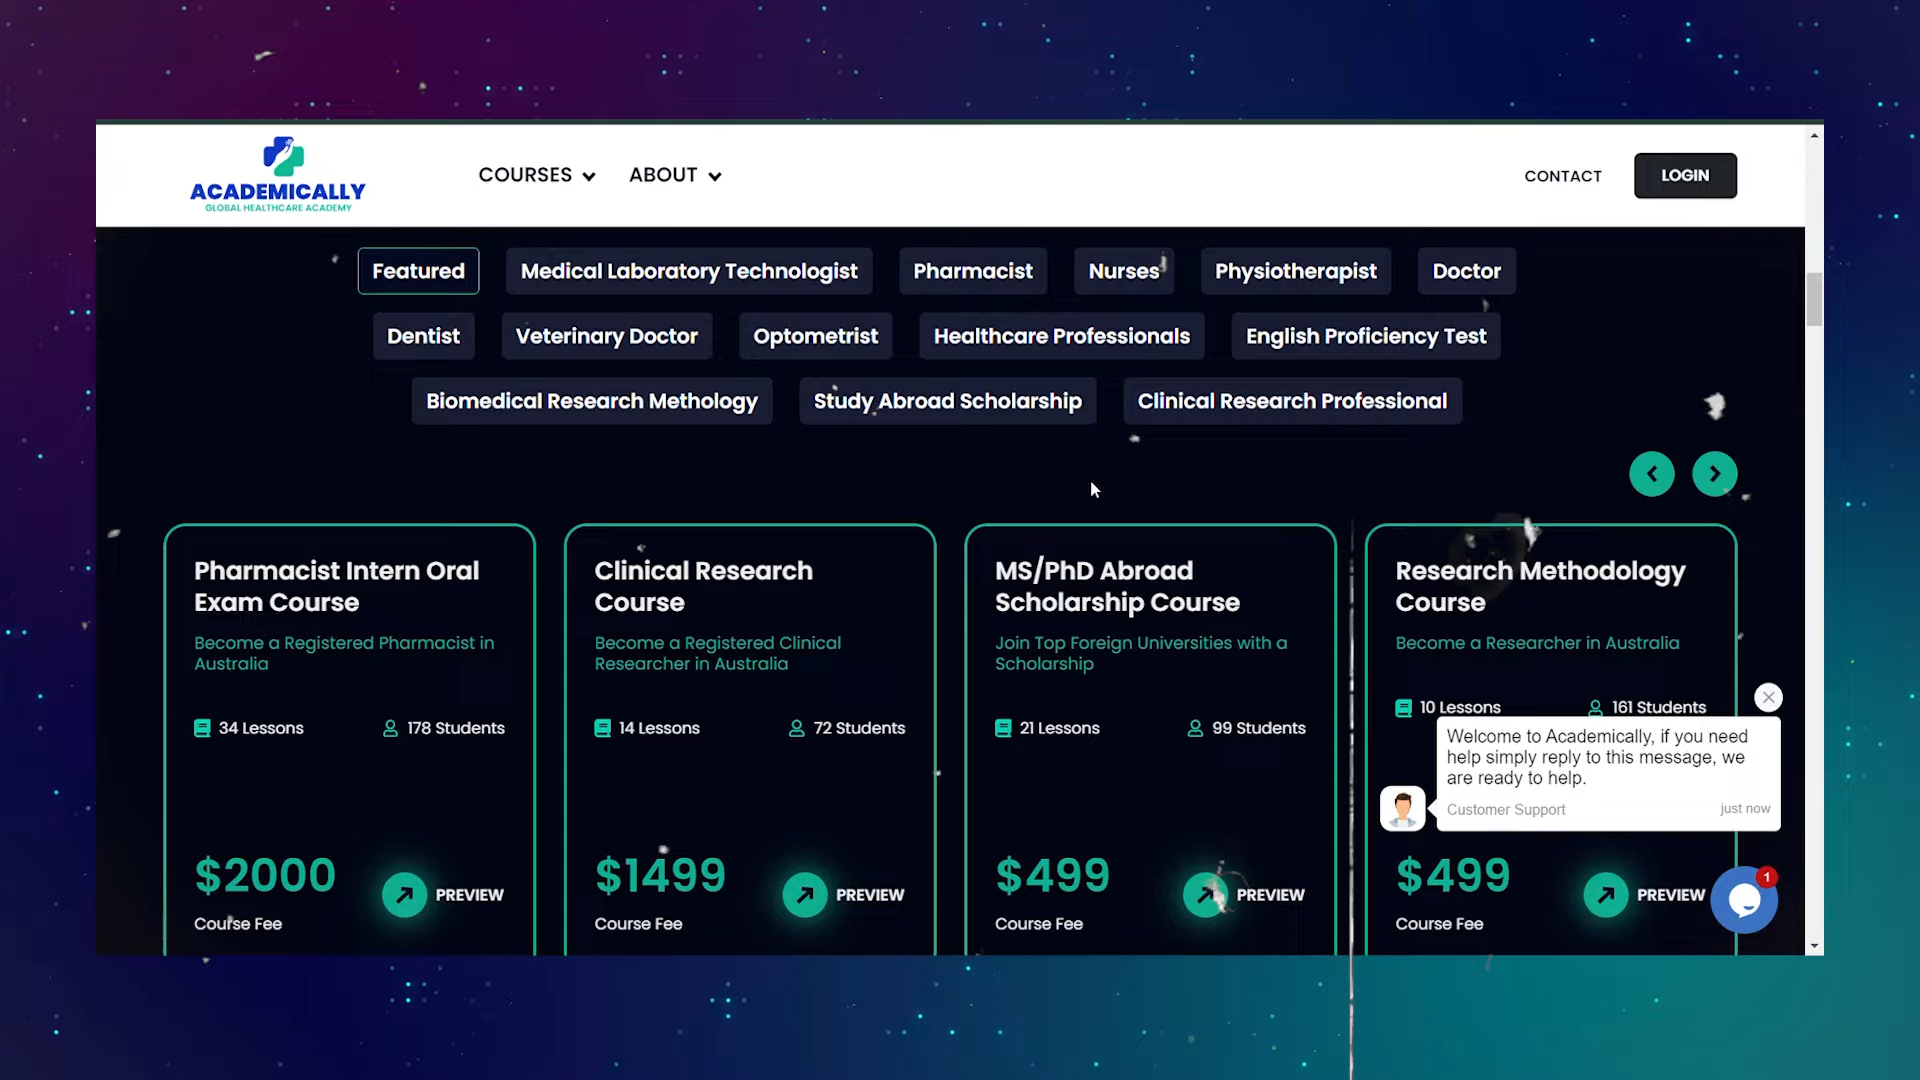 ACADEMICALLY
GLOBAL HEALTHCARE ACADEMY
COURSES
ABOUT
CONTACT
LOGIN
Featured
Medical Laboratory Technologist
Pharmacist
Nurses
Physiotherapist
Doctor
Dentist
Veterinary Doctor
Optometrist
Healthcare Professionals
English Proficiency Test
Biomedical Research Methology
Study Abroad Scholarship
Clinical Research Professional
Pharmacist Intern Oral
Exam Course
Become a Registered Pharmacist in
Australia
34 Lessons
178 Students
$2000
Course Fee
PREVIEW
Clinical Research
Course
Become a Registered Clinical
Researcher in Australia
14 Lessons
72 Students
$1499
Course Fee
PREVIEW
MS/PhD Abroad
Scholarship Course
Join Top Foreign Universities with a
Scholarship
21 Lessons
99 Students
$499
Course Fee
PREVIEW
Research Methodology
Course
Become a Researcher in Australia
10 Lessons
161 Students
$499
Course Fee
PREVIEW
Welcome to Academically, if you need
help simply reply to this message, we
are ready to help.
Customer Support
just now
1